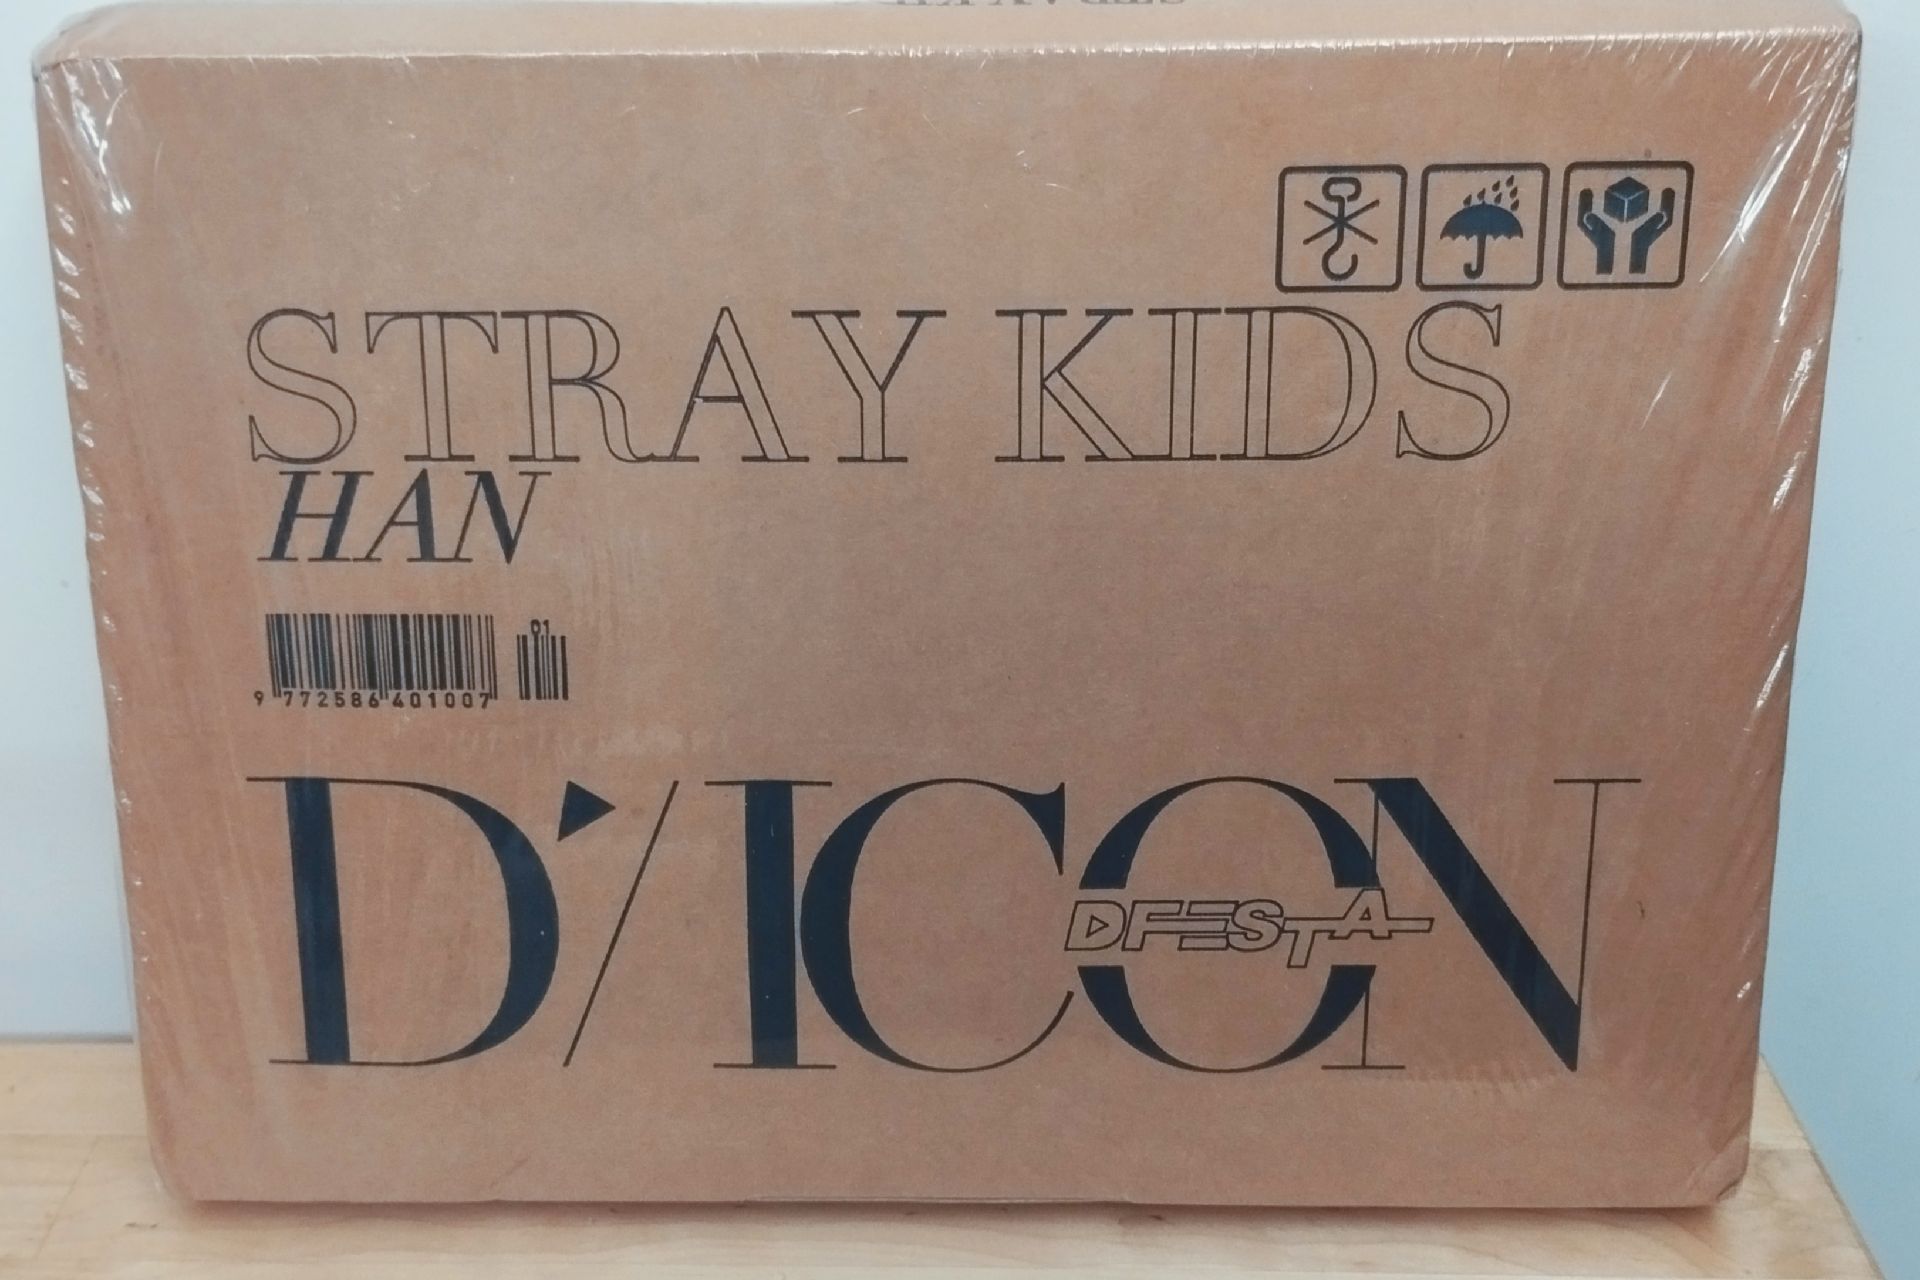 STRAY KIDS
HAN
01
9 772586 401007
D'/ICON
DFESTA